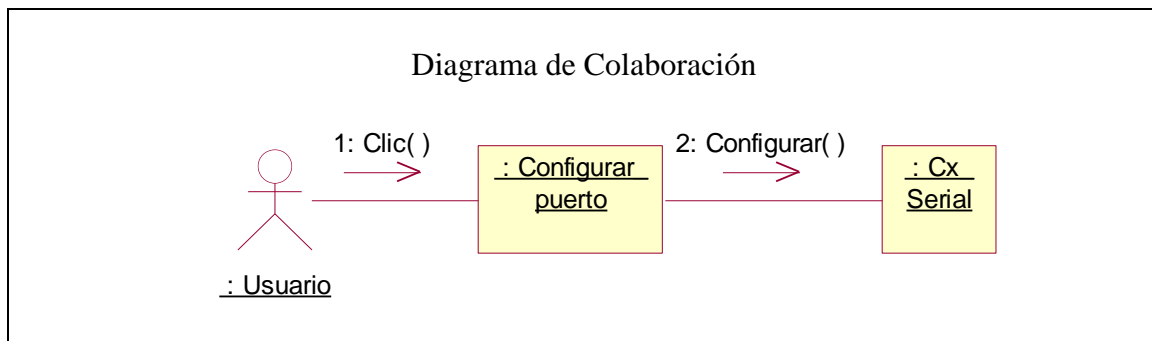 Diagrama de Colaboración
1: Clic( )
2: Configurar( )
: Configurar
puerto
: Cx
Serial
: Usuario